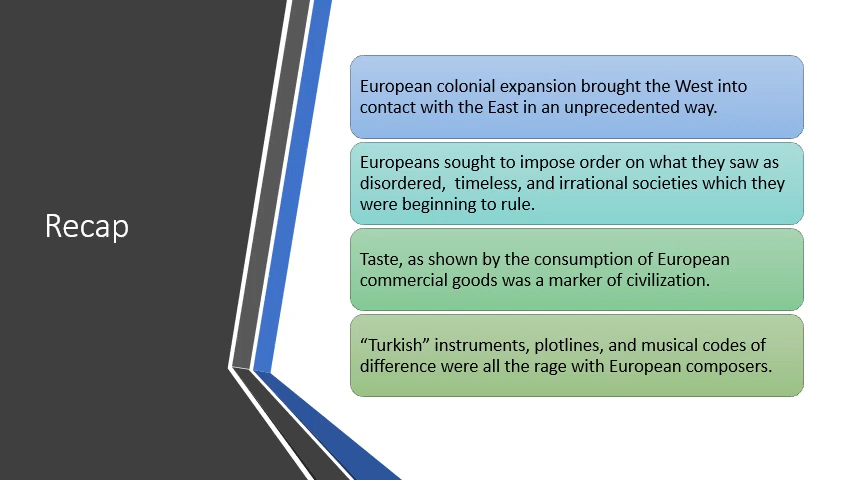 Recap
European colonial expansion brought the West into
contact with the East in an unprecedented way.
Europeans sought to impose order on what they saw as
disordered,  timeless, and irrational societies which they
were beginning to rule.
Taste, as shown by the consumption of European
commercial goods was a marker of civilization.
“Turkish” instruments, plotlines, and musical codes of
difference were all the rage with European composers.